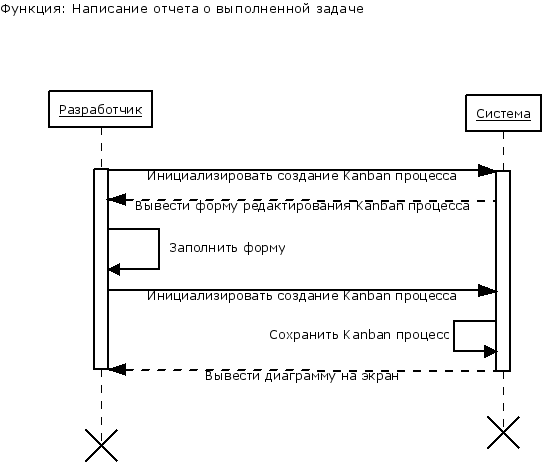 Функция: Написание отчета о выполненной задаче
Разработчик
Система
Инициализировать создание Kanban процесса
Вывести форму редактирования Kanban процесса
Заполнить форму
Инициализировать создание Kanban процесса
Сохранить Kanban процесс
Вывести диаграмму на экран